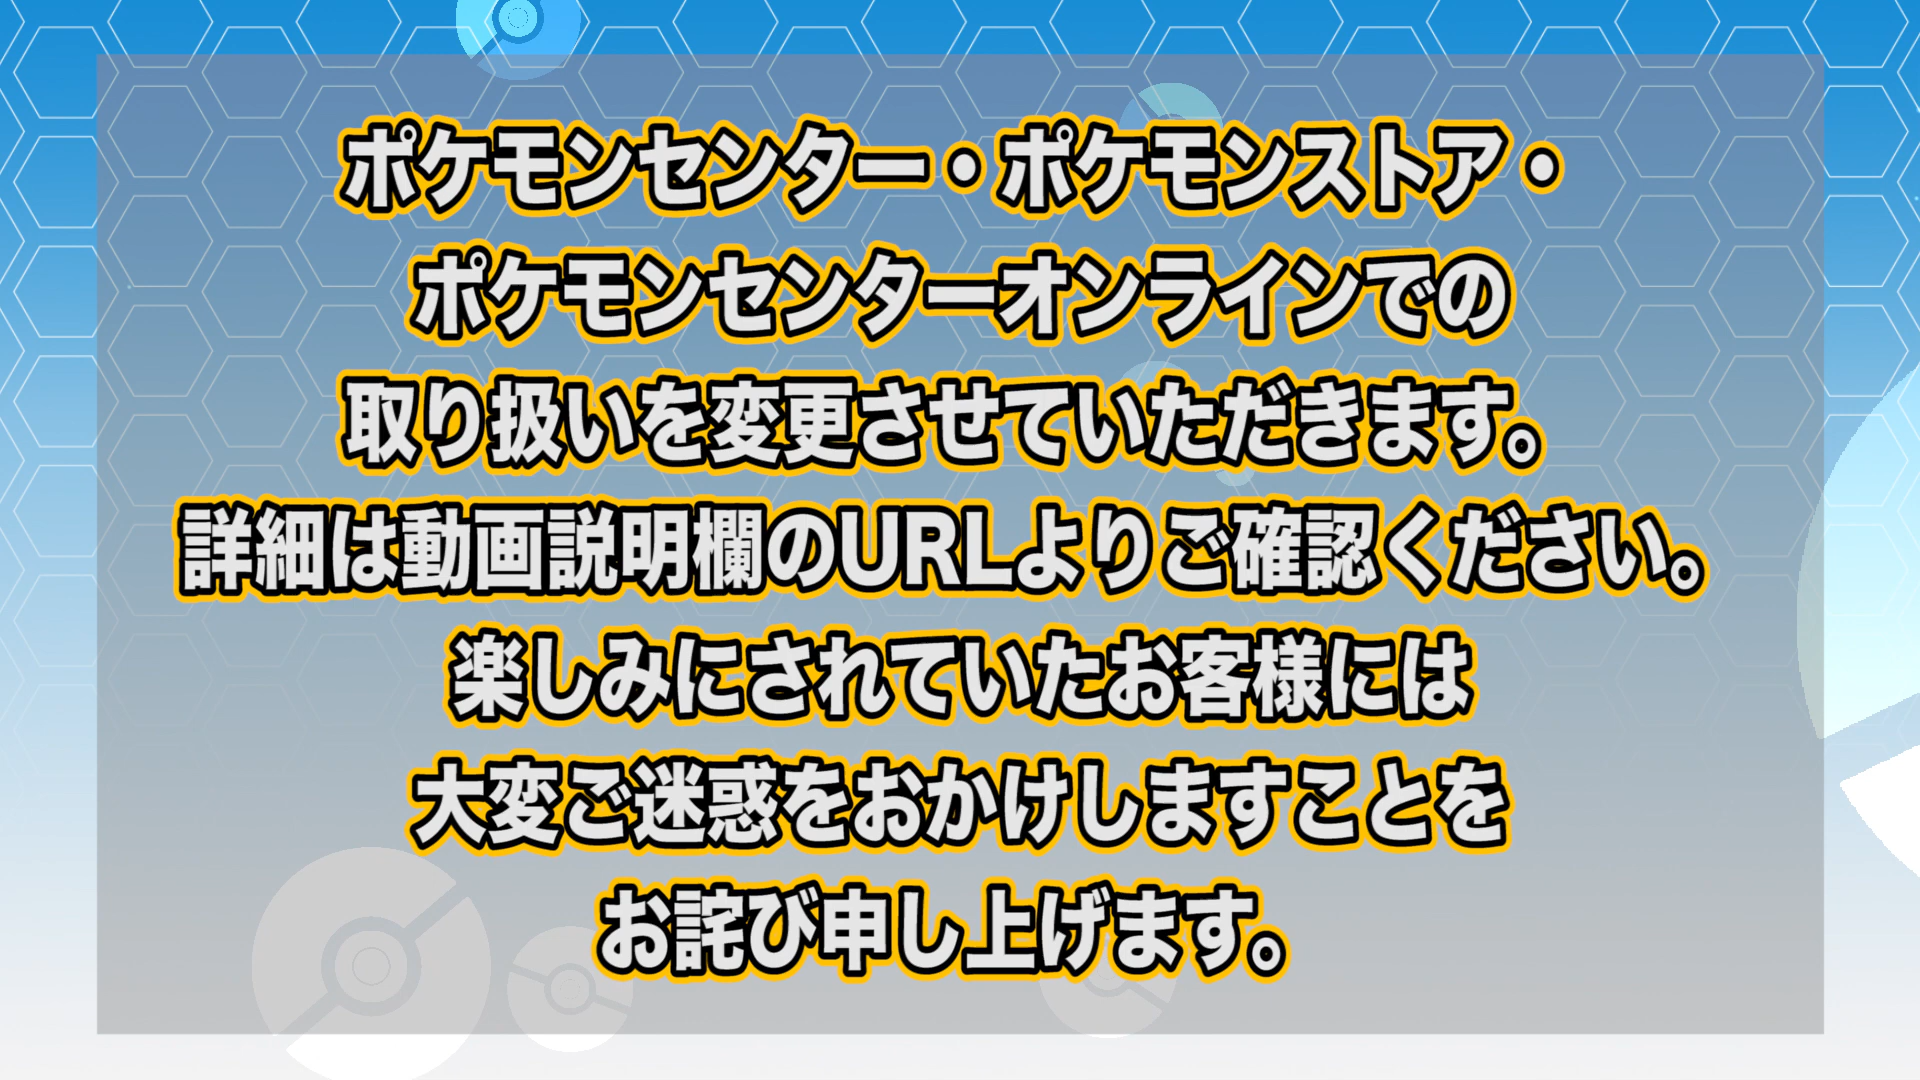 ポケモンセンター・ポケモンストア・
ポケモンセンターオンラインでの
取り扱いを変更させていただきます。
詳細は動画説明欄のURLよりご確認ください。
楽しみにされていたお客様には
大変ご迷惑をおかけしますことを
お詫び申し上げます。